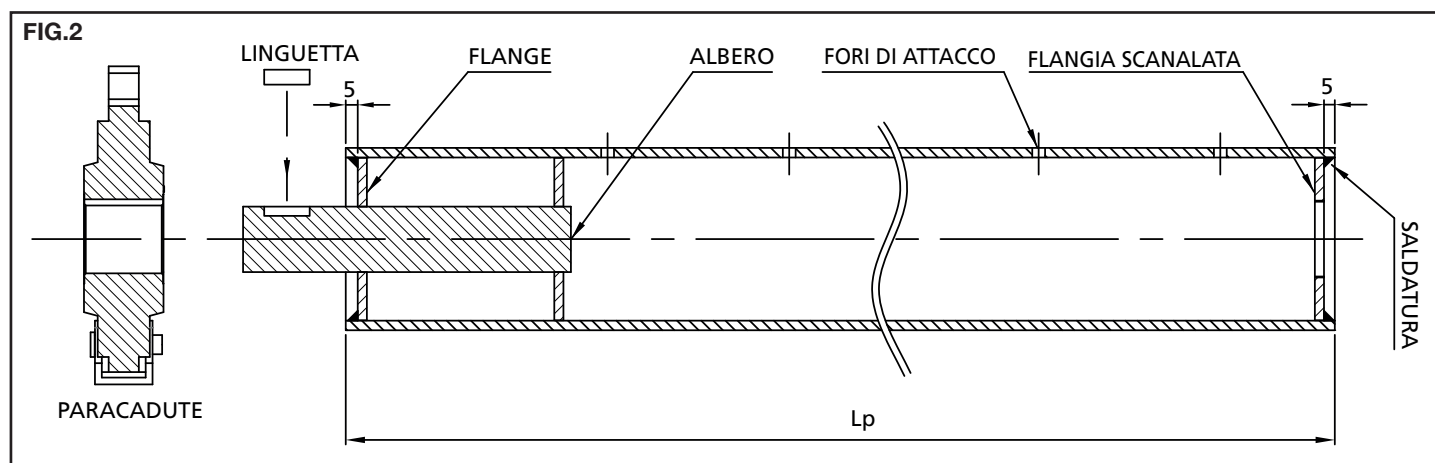 FIG.2
LINGUETTA
FLANGE
ALBERO
FORI DI ATTACCO
FLANGIA SCANALATA
5
5
SALDATURA
PARACADUTE
Lp